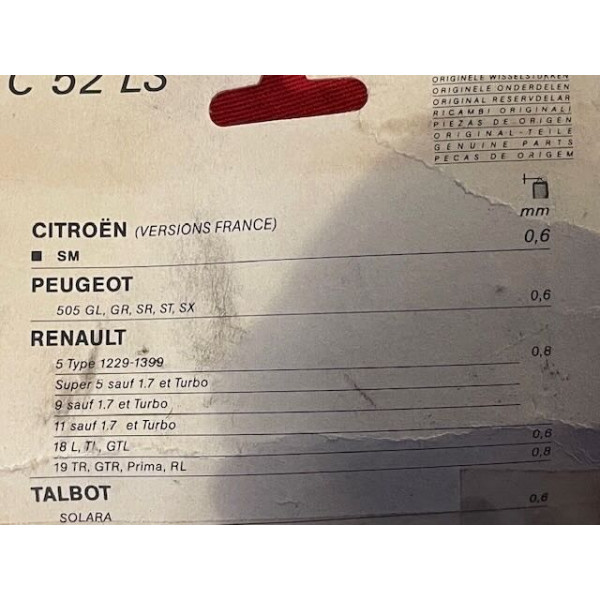 C 52 LS
ORIGINELE WISSELSTUKKEN
ORIGINELE ONDERDELEN
ORIGINAL RESERVDELAR
RICAMBI ORIGINALI
PIEZAS DE ORIGEN
ORIGINAL-TEILE
GENUINE PARTS
PECAS DE ORIGEM
mm
CITROËN (VERSIONS FRANCE) 0,6
SM
PEUGEOT
505 GL, GR, SR, ST, SX 0,6
RENAULT
5 Type 1229-1399 0,8
Super 5 sauf 1.7 et Turbo
9 sauf 1.7 et Turbo
11 sauf 1.7 et Turbo
18 L, TL, GTL 0,6
19 TR, GTR, Prima, RL 0,8
TALBOT
SOLARA 0,6